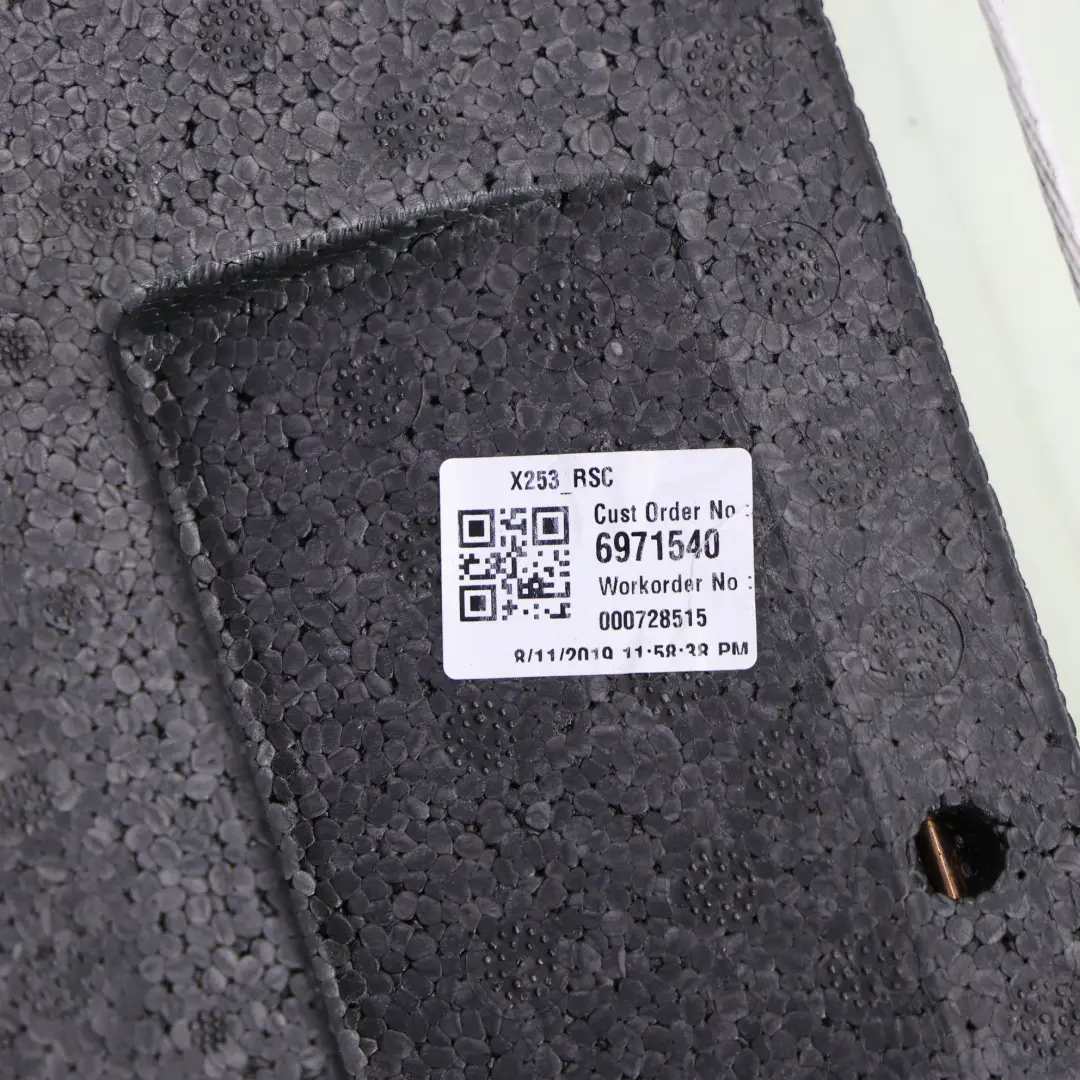 X253_RSC
Cust Order No :
6971540
Workorder No :
000728515
8/11/2019 11:58:38 PM